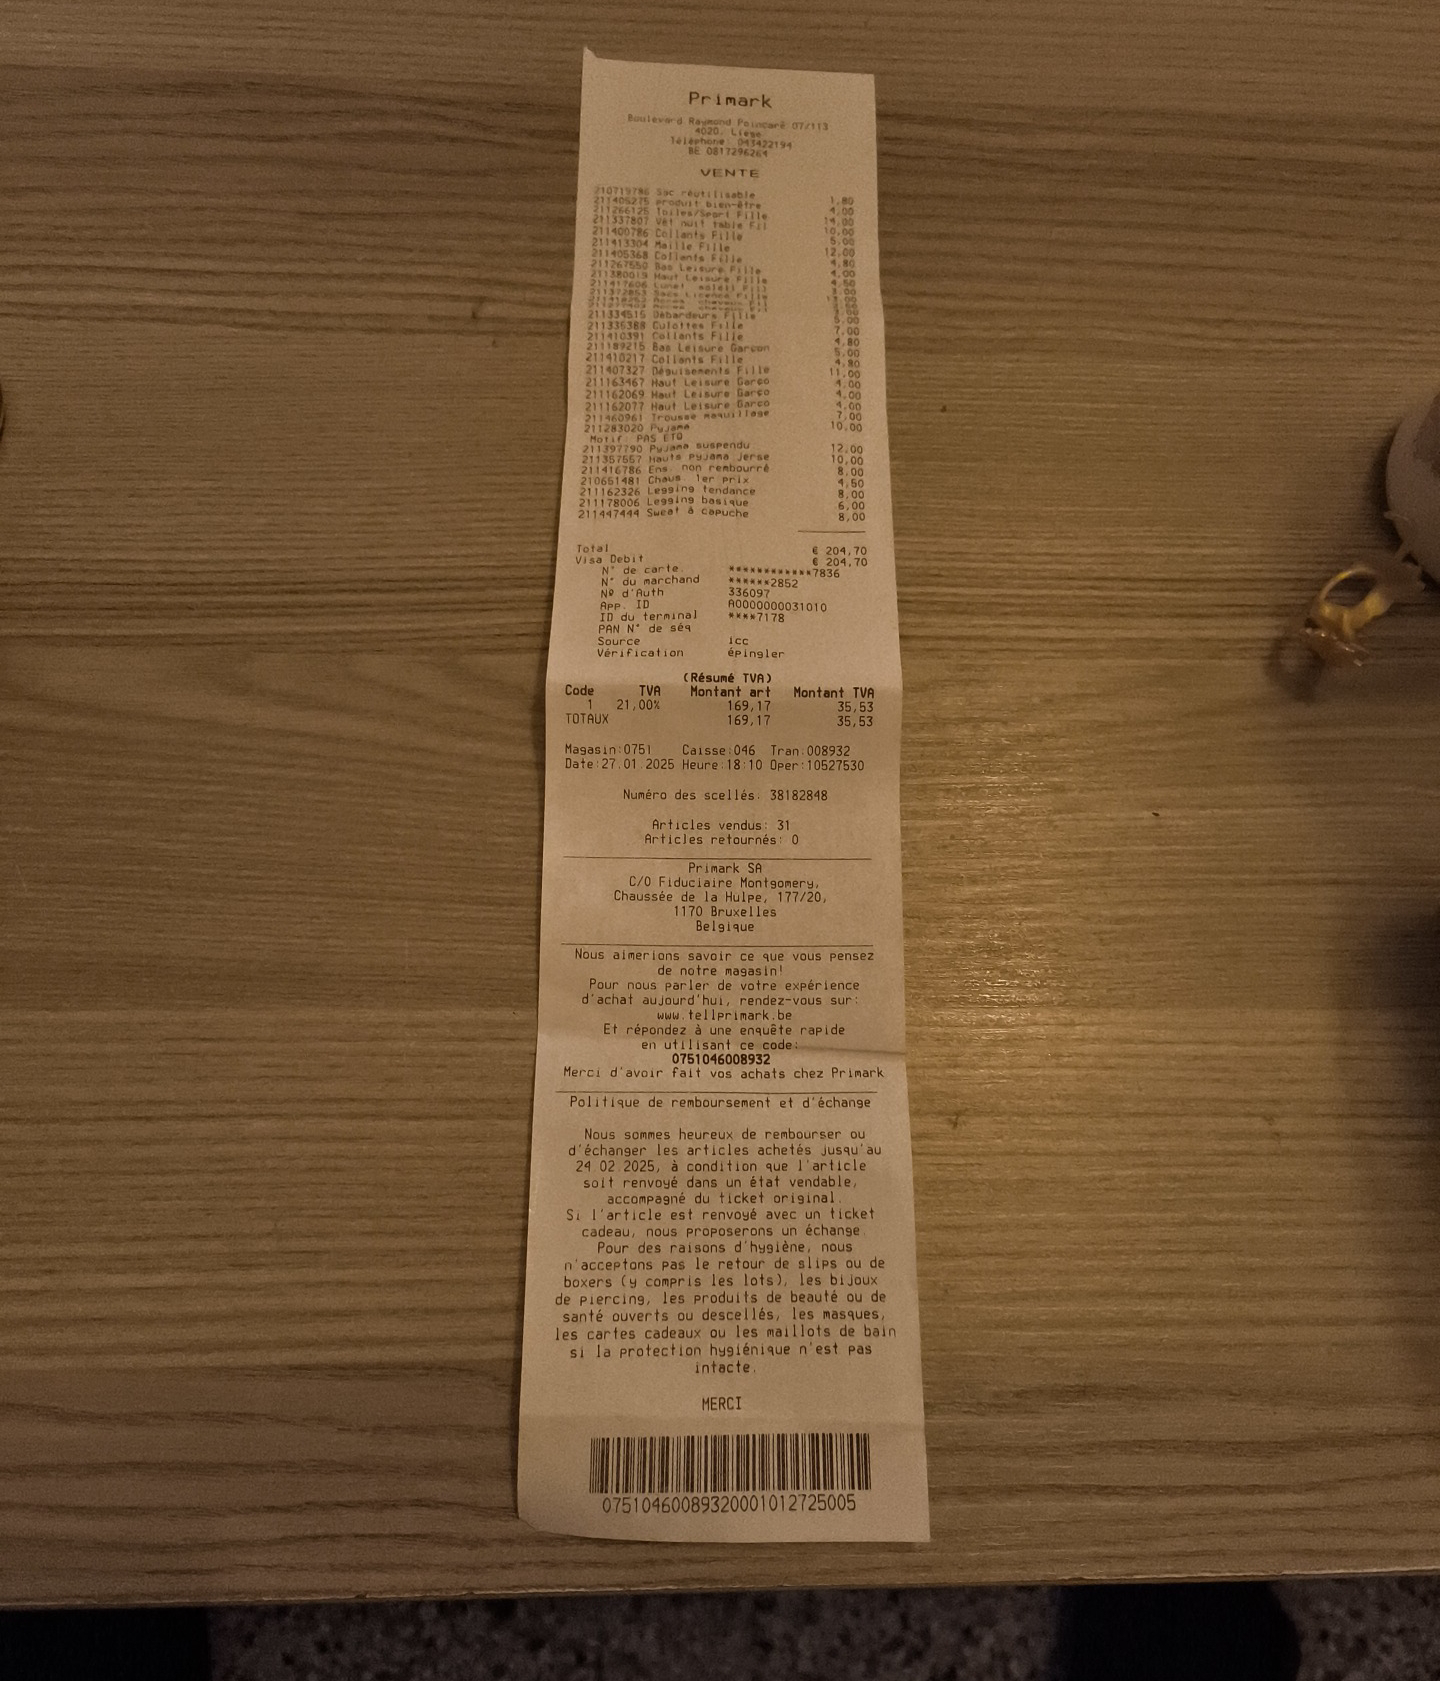 Primark
Boulevard Raymond Poincaré 07/113
4020, Liège
Téléphone: 043422194
BE 0817296264
VENTE
210719786 Sac réutilisable 1,80
211405275 produit bien-être 4,00
211266125 Toiles/Sport Fille 14,00
211337807 Vêt nuit table Fil 10,00
211400786 Collants Fille 5,00
211413304 Maille Fille 12,00
211405368 Collants Fille 4,80
211267550 Bas Leisure Fille 4,00
211380019 Haut Leisure Fille 4,50
211417606 Lunet. soleil Fill
Sacs Licence Fille
211334515 Débardeurs Fille 5,00
211335388 Culottes Fille 7,00
211410391 Collants Fille 4,80
211189215 Bas Leisure Garcon 5,00
211410217 Collants Fille 4,80
211407327 Déguisements Fille 11,00
211163467 Haut Leisure Garco 4,00
211162069 Haut Leisure Garco 4,00
211162077 Haut Leisure Garco 4,00
211460961 Trousse maquillage 7,00
211283020 Pyjama 10,00
Motif: PAS ETQ
211397790 Pyjama suspendu 12,00
211357557 Hauts pyjama Jerse 10,00
211416786 Ens. non rembourré 8,00
210651481 Chaus. 1er prix 4,50
211162326 Legging tendance 8,00
211178006 Legging basique 6,00
211447444 Sweat à capuche 8,00
Total € 204,70
Visa Debit € 204,70
N° de carte. ************7836
N° du marchand ******2852
Nº d'Auth 336097
App. ID A0000000031010
ID du terminal ****7178
PAN N° de séq
Source icc
Vérification épingler
(Résumé TVA)
Code TVA Montant art Montant TVA
1 21,00% 169,17 35,53
TOTAUX 169,17 35,53
Magasin:0751 Caisse:046 Tran:008932
Date:27.01.2025 Heure:18:10 Oper:10527530
Numéro des scellés: 38182848
Articles vendus: 31
Articles retournés: 0
Primark SA
C/O Fiduciaire Montgomery,
Chaussée de la Hulpe, 177/20,
1170 Bruxelles
Belgique
Nous aimerions savoir ce que vous pensez
de notre magasin!
Pour nous parler de votre expérience
d'achat aujourd'hui, rendez-vous sur:
www.tellprimark.be
Et répondez à une enquête rapide
en utilisant ce code:
0751046008932
Merci d'avoir fait vos achats chez Primark
Politique de remboursement et d'échange
Nous sommes heureux de rembourser ou
d'échanger les articles achetés jusqu'au
24.02.2025, à condition que l'article
soit renvoyé dans un état vendable,
accompagné du ticket original.
Si l'article est renvoyé avec un ticket
cadeau, nous proposerons un échange.
Pour des raisons d'hygiène, nous
n'acceptons pas le retour de slips ou de
boxers (y compris les lots), les bijoux
de piercing, les produits de beauté ou de
santé ouverts ou descellés, les masques,
les cartes cadeaux ou les maillots de bain
si la protection hygiénique n'est pas
intacte.
MERCI
07510460089320001012725005